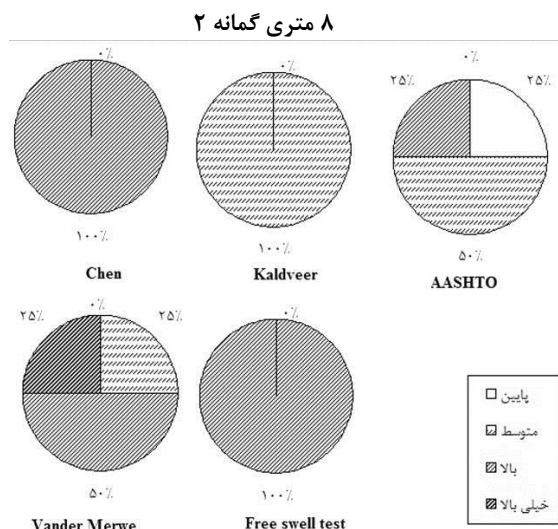 ۸ متری گمانه ۲
۰٪
۱۰۰٪
Chen
۰٪
۱۰۰٪
Kaldveer
۰٪
۲۵٪ ۲۵٪
۵۰٪
AASHTO
۰٪
۲۵٪ ۲۵٪
۵۰٪
Vander Merwe
۰٪
۱۰۰٪
Free swell test
پایین
متوسط
بالا
خیلی بالا